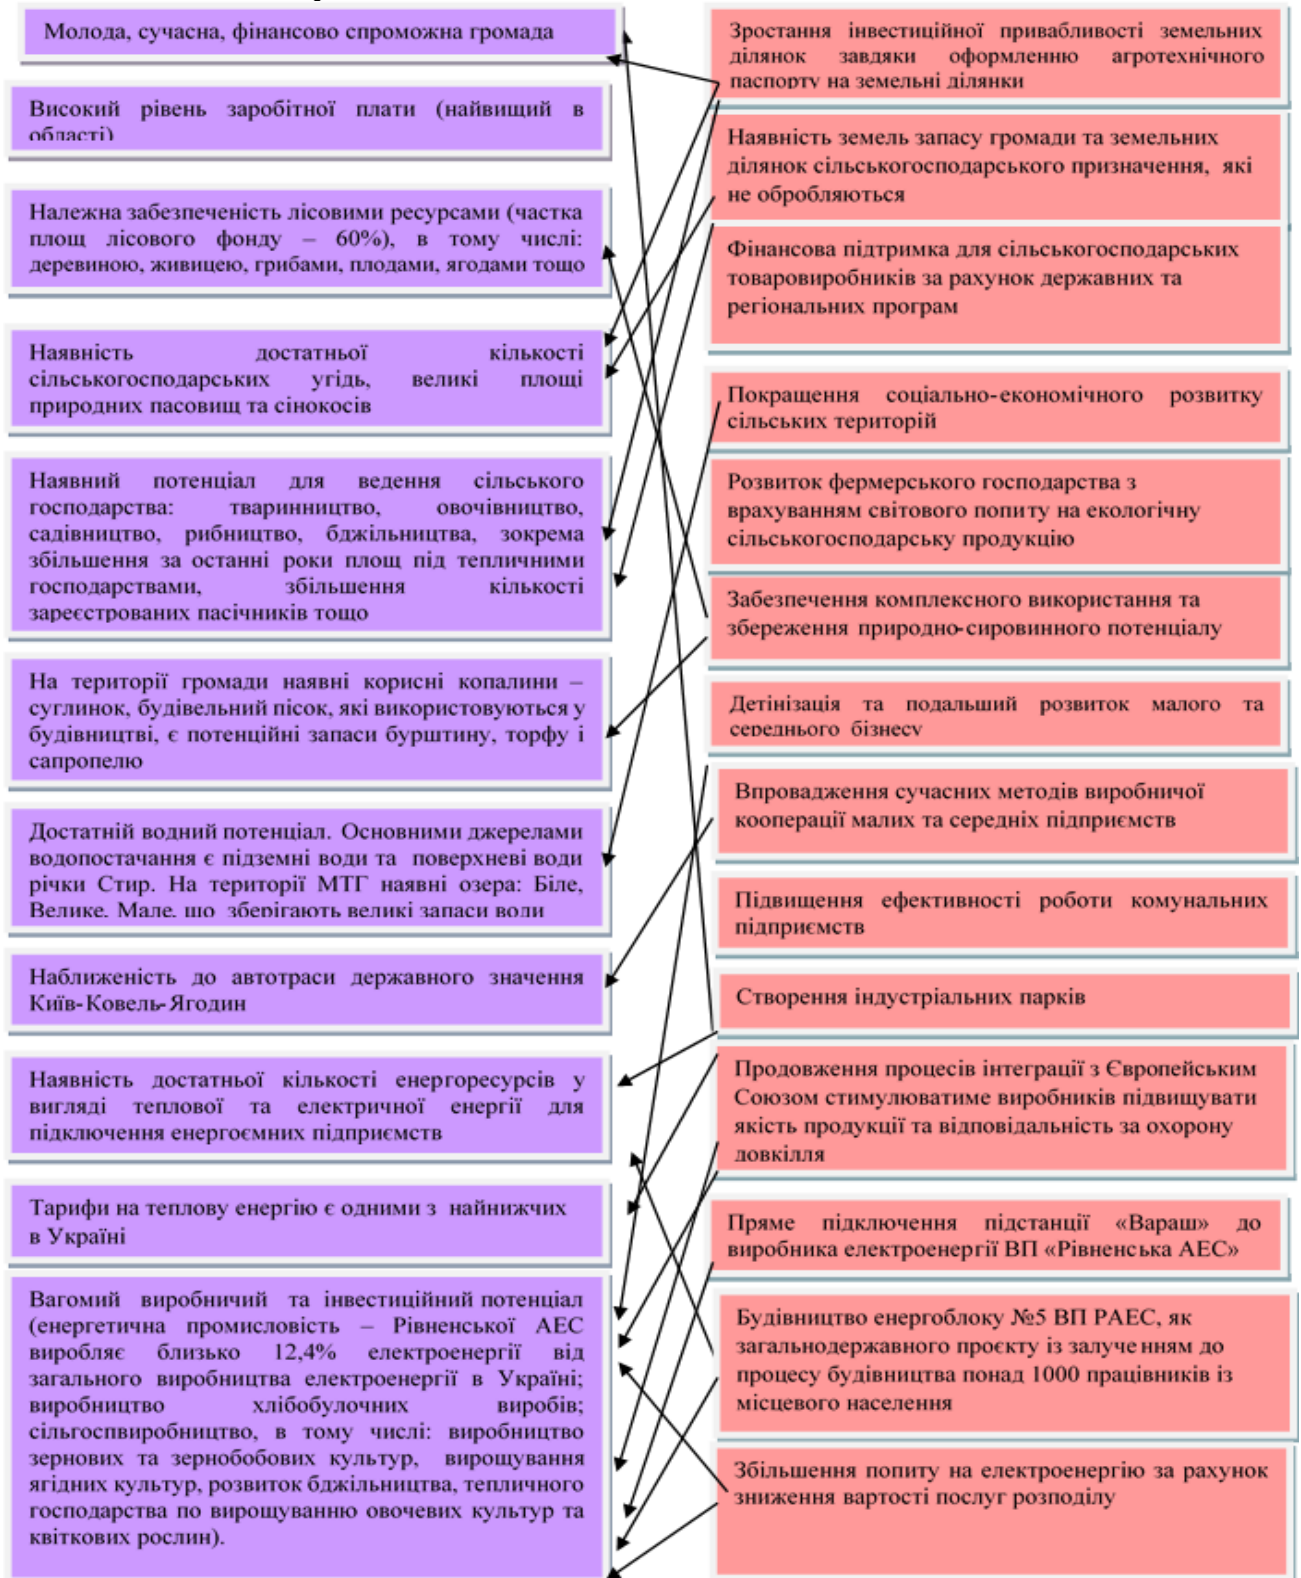 Молода, сучасна, фінансово спроможна громада
Високий рівень заробітної плати (найвищий в
області)
Належна забезпеченість лісовими ресурсами (частка
площ лісового фонду – 60%), в тому числі:
деревиною, живицею, грибами, плодами, ягодами тощо
Наявність достатньої кількості
сільськогосподарських угідь, великі площі
природних пасовищ та сінокосів
Наявний потенціал для ведення сільського
господарства: тваринництво, овочівництво,
садівництво, рибництво, бджільництва, зокрема
збільшення за останні роки площ під тепличними
господарствами, збільшення кількості
зареєстрованих пасічників тощо
На території громади наявні корисні копалини –
суглинок, будівельний пісок, які використовуються у
будівництві, є потенційні запаси бурштину, торфу і
сапропелю
Достатній водний потенціал. Основними джерелами
водопостачання є підземні води та поверхневі води
річки Стир. На території МТГ наявні озера: Біле,
Велике, Мале, що зберігають великі запаси води
Наближеність до автотраси державного значення
Київ-Ковель-Ягодин
Наявність достатньої кількості енергоресурсів у
вигляді теплової та електричної енергії для
підключення енергоємних підприємств
Тарифи на теплову енергію є одними з найнижчих
в Україні
Вагомий виробничий та інвестиційний потенціал
(енергетична промисловість – Рівненської АЕС
виробляє близько 12,4% електроенергії від
загального виробництва електроенергії в Україні;
виробництво хлібобулочних виробів;
сільгоспвиробництво, в тому числі: виробництво
зернових та зернобобових культур, вирощування
ягідних культур, розвиток бджільництва, тепличного
господарства по вирощуванню овочевих культур та
квіткових рослин).
Зростання інвестиційної привабливості земельних
ділянок завдяки оформленню агротехнічного
паспорту на земельні ділянки
Наявність земель запасу громади та земельних
ділянок сільськогосподарського призначення, які
не обробляються
Фінансова підтримка для сільськогосподарських
товаровиробників за рахунок державних та
регіональних програм
Покращення соціально-економічного розвитку
сільських територій
Розвиток фермерського господарства з
врахуванням світового попиту на екологічну
сільськогосподарську продукцію
Забезпечення комплексного використання та
збереження природно-сировинного потенціалу
Детінізація та подальший розвиток малого та
середнього бізнесу
Впровадження сучасних методів виробничої
кооперації малих та середніх підприємств
Підвищення ефективності роботи комунальних
підприємств
Створення індустріальних парків
Продовження процесів інтеграції з Європейським
Союзом стимулюватиме виробників підвищувати
якість продукції та відповідальність за охорону
довкілля
Пряме підключення підстанції «Вараш» до
виробника електроенергії ВП «Рівненська АЕС»
Будівництво енергоблоку №5 ВП РАЕС, як
загальнодержавного проєкту із залученням до
процесу будівництва понад 1000 працівників із
місцевого населення
Збільшення попиту на електроенергію за рахунок
зниження вартості послуг розподілу